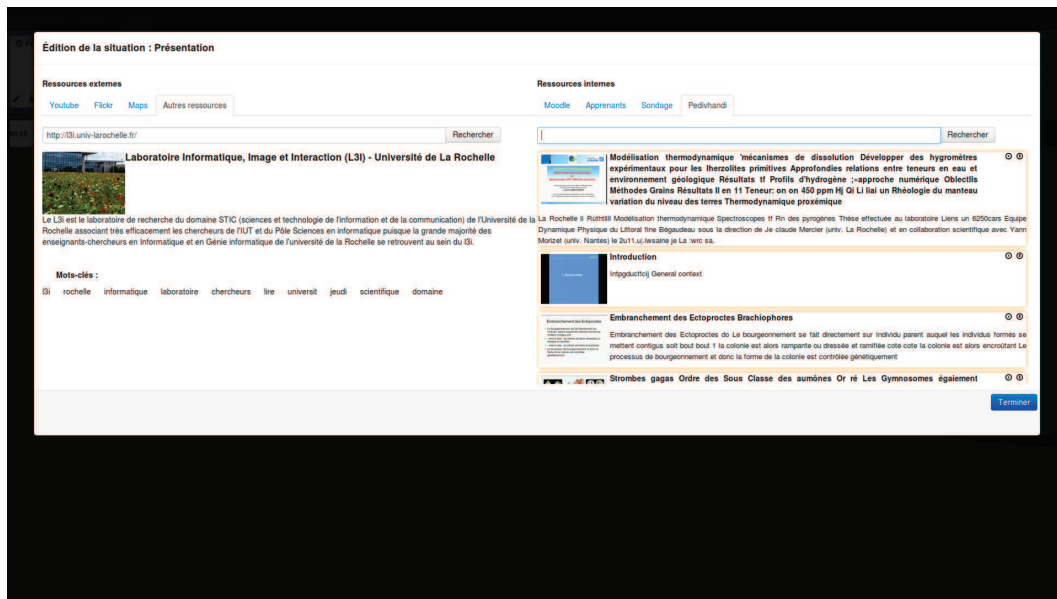 Édition de la situation : Présentation
Ressources externes
Youtube Flickr Maps Autres ressources
http://l3i.univ-larochelle.fr/ Rechercher
Laboratoire Informatique, Image et Interaction (L3I) - Université de La Rochelle
Le L3i est le laboratoire de recherche du domaine STIC (sciences et technologie de l'information et de la communication) de l'Université de la
Rochelle associant très efficacement les chercheurs de l'IUT et du Pôle Sciences en informatique puisque la grande majorité des
enseignants-chercheurs en Informatique et en Génie informatique de l'université de la Rochelle se retrouvent au sein du l3i.
Mots-clés :
l3i rochelle informatique laboratoire chercheurs lire universit jeudi scientifique domaine
Ressources internes
Moodle Apprenants Sondage Pedivhandi
Rechercher
Modélisation thermodynamique 'mécanismes de dissolution Développer des hygromètres
expérimentaux pour les lherzolites primitives Approfondies relations entre teneurs en eau et
environnement géologique Résultats tf Profils d'hydrogène ;«approche numérique Oblectlls
Méthodes Grains Résultats Il en 11 Teneur: on on 450 ppm Hj Qi Li liai un Rhéologie du manteau
variation du niveau des terres Thermodynamique proxémique
La Rochelle Il Rüthtllll Modélisation thermodynamique Spectroscopes tf Rn des pyrogènes Thèse effectuée au laboratoire Liens un 6250cars Equipe
Dynamique Physique du Littoral fine Bégaudeau sous la direction de Je claude Mercier (univ. La Rochelle) et en collaboration scientifique avec Yann
Morizet (univ. Nantes) le 2u11,u(.iwsaine je La :wrc sa.
Introduction
Intpgducttcij General context
Embranchement des Ectoproctes
Embranchement des Ectoproctes Brachiophores
Embranchement des Ectoproctes do Le bourgeonnement se fait directement sur individu parent auquel les individus formés se
mettent contigus soit bout bout 1 la colonie est alors rampante ou dressée et ramifiée cote cote la colonie est alors encroûtant Le
processus de bourgeonnement et donc la forme de la colonie est contrôlée génétiquement
Strombes gagas Ordre des Sous Classe des aumônes Or ré Les Gymnosomes égaiement
Terminer